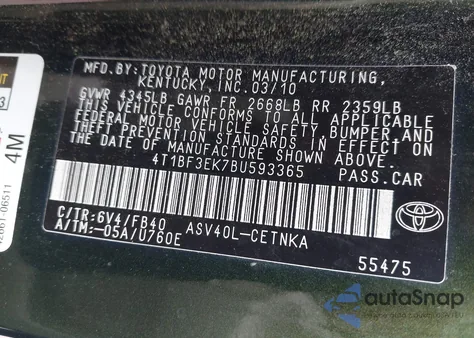 MFD. BY: TOYOTA MOTOR MANUFACTURING,
KENTUCKY, INC. 03/10
GVWR 4345LB GAWR FR 2668LB RR 2359LB
THIS VEHICLE CONFORMS TO ALL APPLICABLE
FEDERAL MOTOR VEHICLE SAFETY, BUMPER, AND
THEFT PREVENTION STANDARDS IN EFFECT ON
THE DATE OF MANUFACTURE SHOWN ABOVE.
4T1BF3EK7BU593365 PASS.CAR
C/TR: 6V4/FB40 ASV40L-CETNKA
A/TM: -05A/U760E
TOYOTA
55475
4M
autoSnap